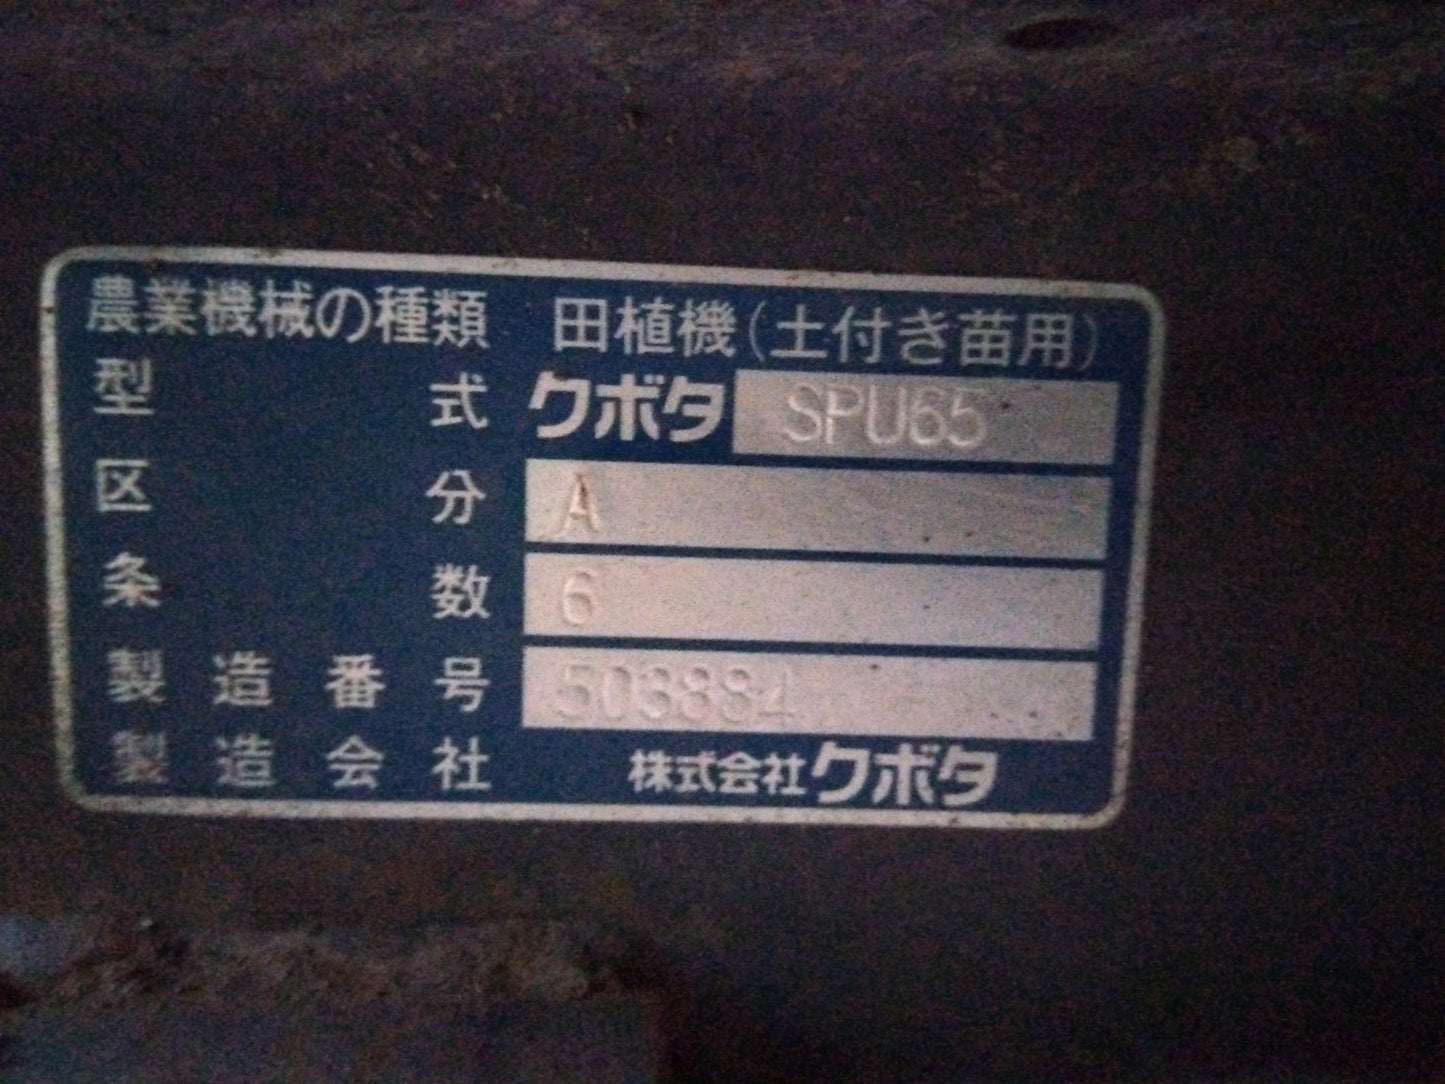 農業機械の種類 田植機(土付き苗用)
型式 クボタ SPU65
区分 A
条数 6
製造番号 503884
製造会社 株式会社クボタ